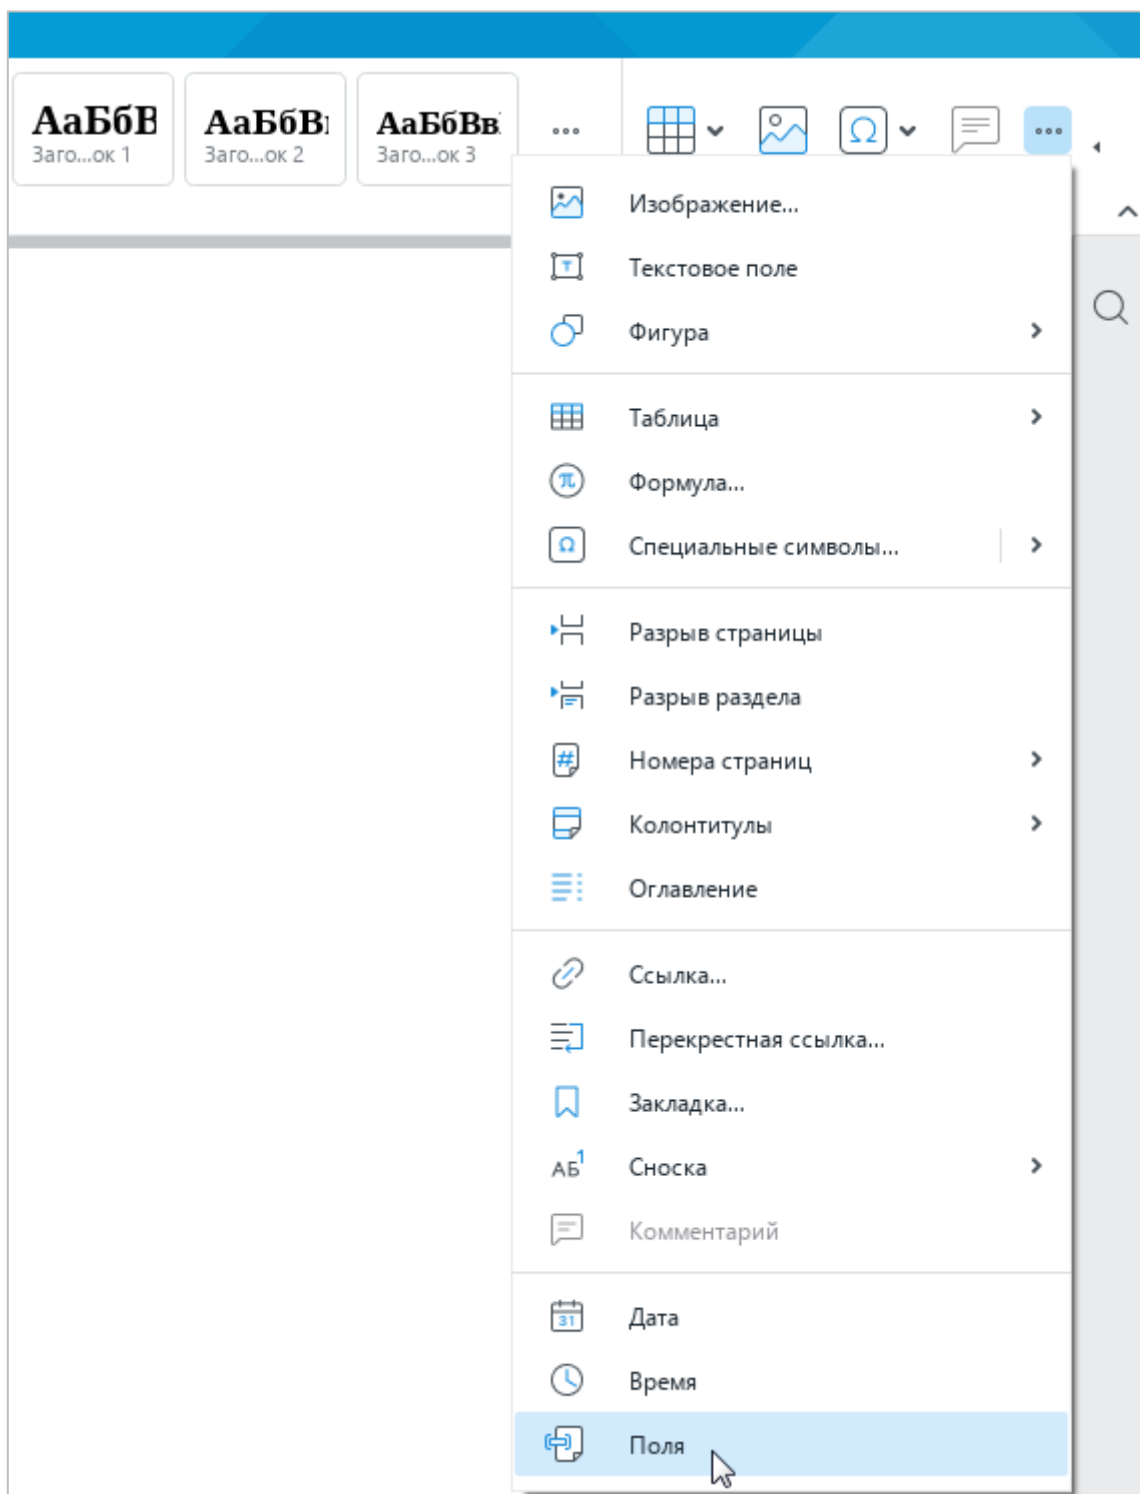 АаБбВ
Заго...ок 1
АаБбВı
Заго...ок 2
АаБбВв
Заго...ок 3
Изображение...
Текстовое поле
Фигура
Таблица
Формула...
Специальные символы...
Разрыв страницы
Разрыв раздела
Номера страниц
Колонтитулы
Оглавление
Ссылка...
Перекрестная ссылка...
Закладка...
АБ1
Сноска
Комментарий
31
Дата
Время
Поля